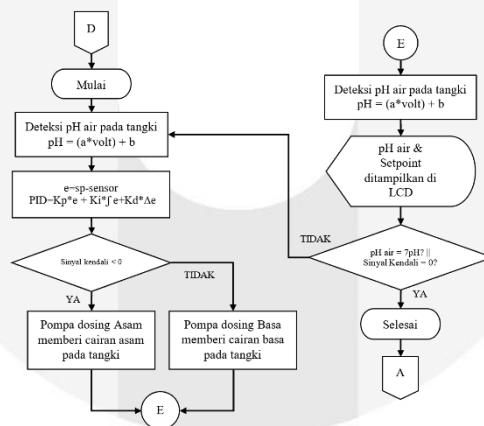 D
Mulai
Deteksi pH air pada tangki
pH = (a*volt) + b
e=sp-sensor
PID=Kp*e + Ki*∫ e+Kd*Δe
Sinyal kendali < 0
TIDAK
YA
Pompa dosing Asam
memberi cairan asam
pada tangki
Pompa dosing Basa
memberi cairan basa
pada tangki
E
E
Deteksi pH air pada tangki
pH = (a*volt) + b
pH air &
Setpoint
ditampilkan di
LCD
TIDAK
pH air = 7pH? ||
Sinyal Kendali = 0?
YA
Selesai
A